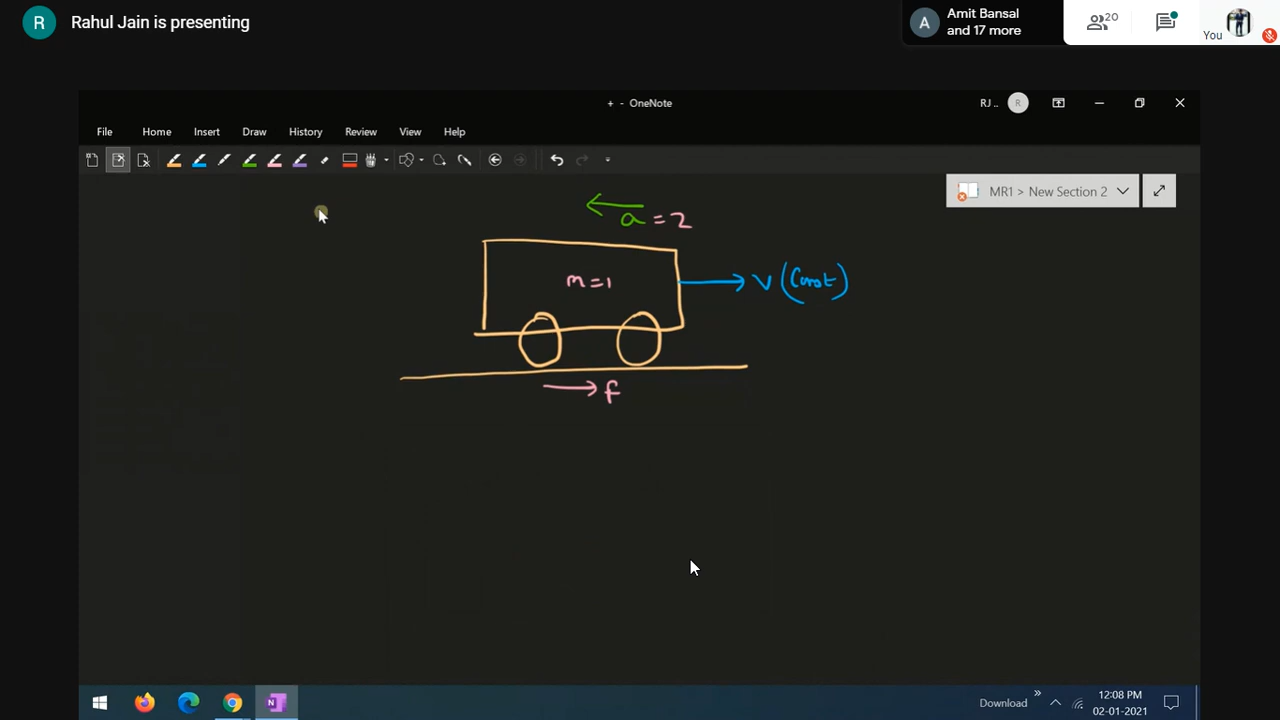 R Rahul Jain is presenting
A Amit Bansal
and 17 more
20
You
+ - OneNote
RJ .. R
File Home Insert Draw History Review View Help
MR1 > New Section 2
a = 2
m = 1
v (Const)
f
Download
12:08 PM
02-01-2021